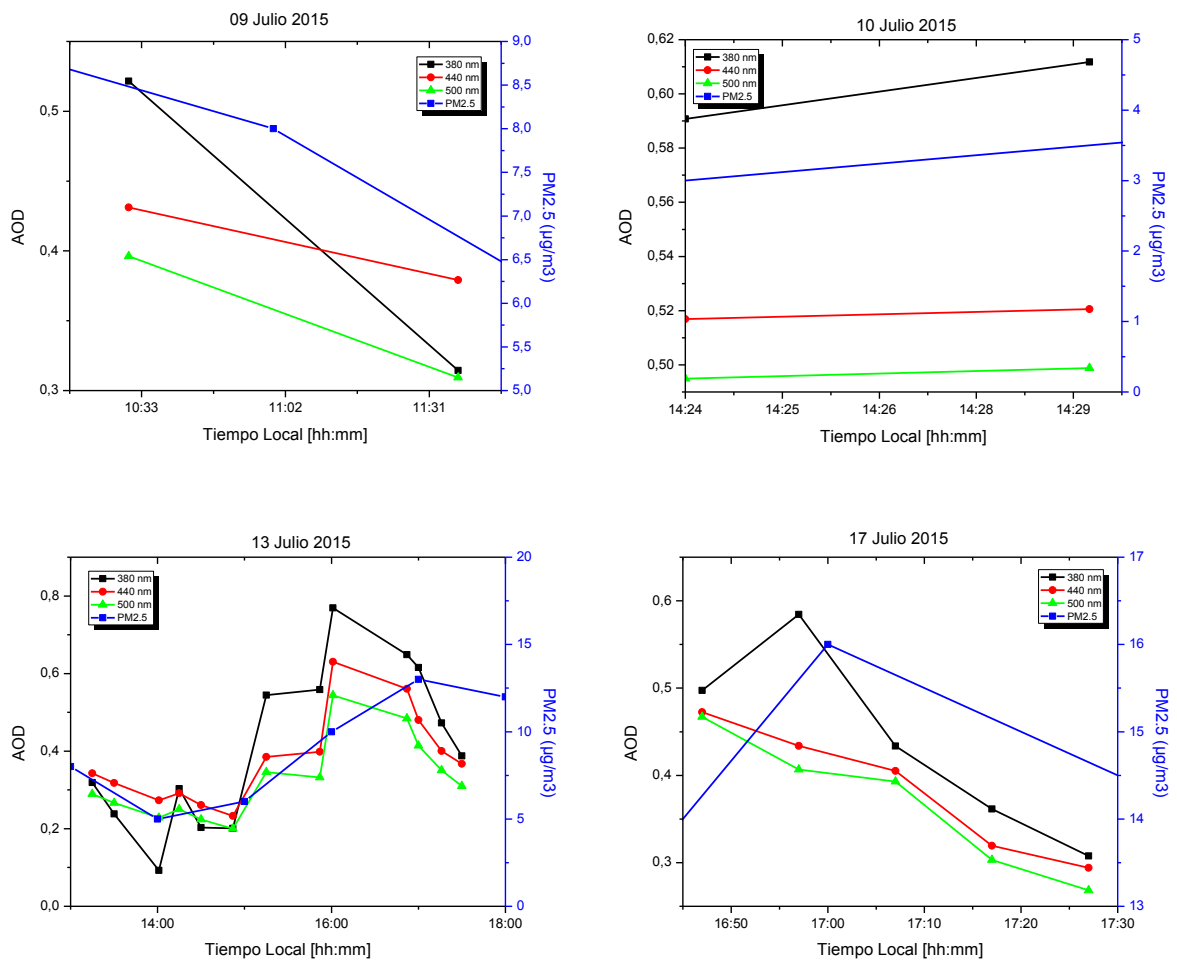 09 Julio 2015
0,5
0,4
0,3
AOD
380 nm
440 nm
500 nm
PM2.5
9,0
8,5
8,0
7,5
7,0
6,5
6,0
5,5
5,0
PM2.5 (µg/m3)
10:33 11:02 11:31
Tiempo Local [hh:mm]
10 Julio 2015
0,62
0,60
0,58
0,56
0,54
0,52
0,50
AOD
380 nm
440 nm
500 nm
PM2.5
5
4
3
2
1
0
PM2.5 (µg/m3)
14:24 14:25 14:26 14:28 14:29
Tiempo Local [hh:mm]
13 Julio 2015
0,8
0,6
0,4
0,2
0,0
AOD
380 nm
440 nm
500 nm
PM2.5
20
15
10
5
0
PM2.5 (µg/m3)
14:00 16:00 18:00
Tiempo Local [hh:mm]
17 Julio 2015
0,6
0,5
0,4
0,3
AOD
380 nm
440 nm
500 nm
PM2.5
17
16
15
14
13
PM2.5 (µg/m3)
16:50 17:00 17:10 17:20 17:30
Tiempo Local [hh:mm]